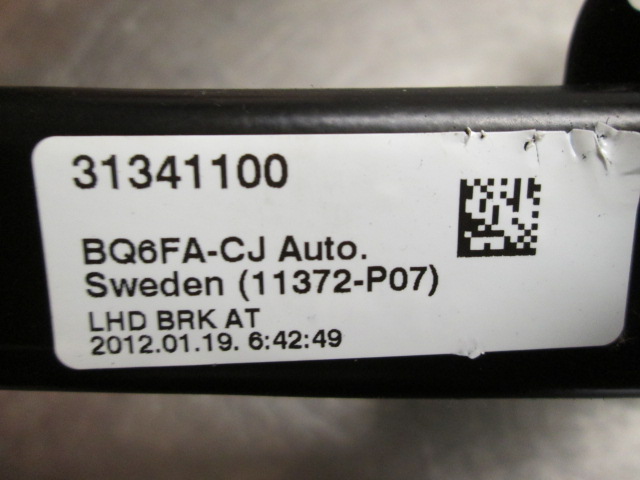 31341100
BQ6FA-CJ Auto.
Sweden (11372-P07)
LHD BRK AT
2012.01.19. 6:42:49